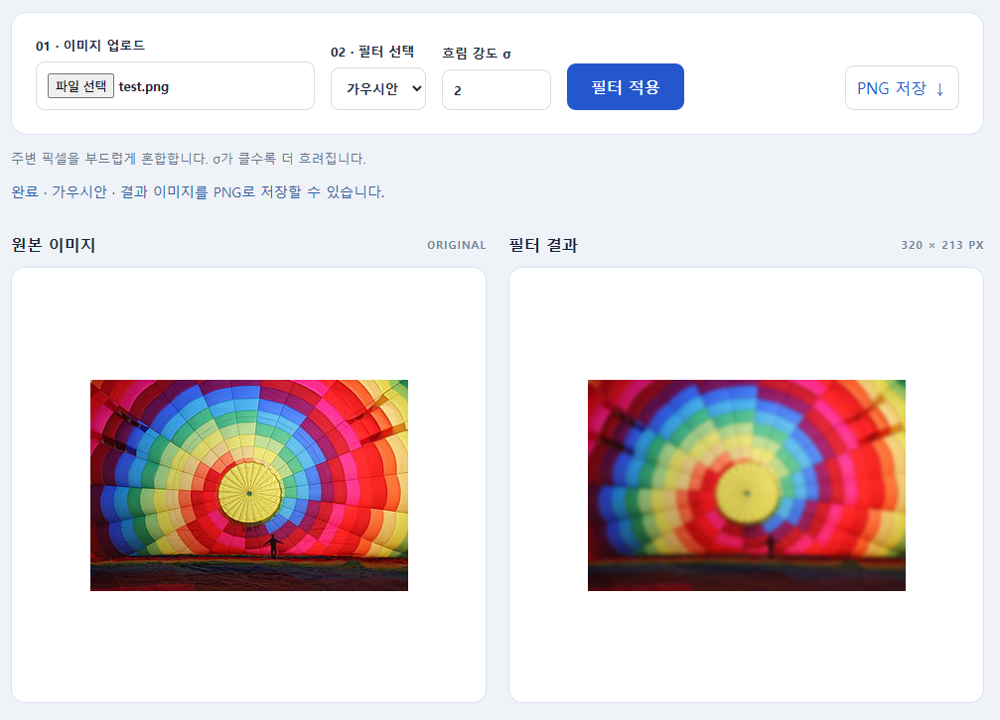 01 · 이미지 업로드
02 · 필터 선택
흐림 강도 σ
파일 선택 test.png
가우시안
2
필터 적용
PNG 저장 ↓
주변 픽셀을 부드럽게 혼합합니다. σ가 클수록 더 흐려집니다.
완료 · 가우시안 · 결과 이미지를 PNG로 저장할 수 있습니다.
원본 이미지
ORIGINAL
필터 결과
320 × 213 PX